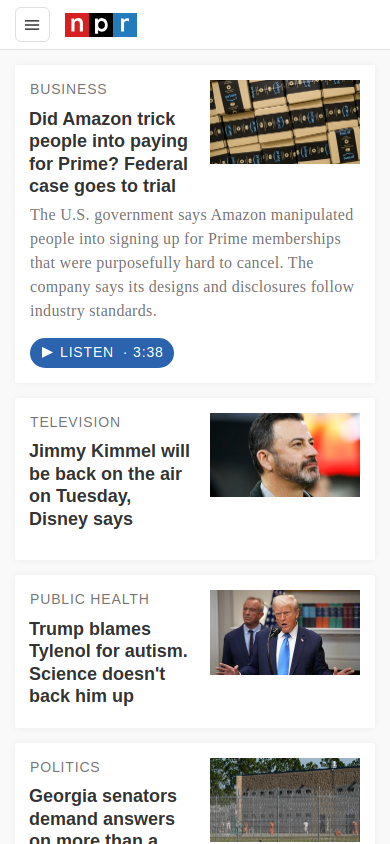 npr
BUSINESS
Did Amazon trick
people into paying
for Prime? Federal
case goes to trial
The U.S. government says Amazon manipulated
people into signing up for Prime memberships
that were purposefully hard to cancel. The
company says its designs and disclosures follow
industry standards.
LISTEN · 3:38
TELEVISION
Jimmy Kimmel will
be back on the air
on Tuesday,
Disney says
PUBLIC HEALTH
Trump blames
Tylenol for autism.
Science doesn't
back him up
POLITICS
Georgia senators
demand answers
on more than a